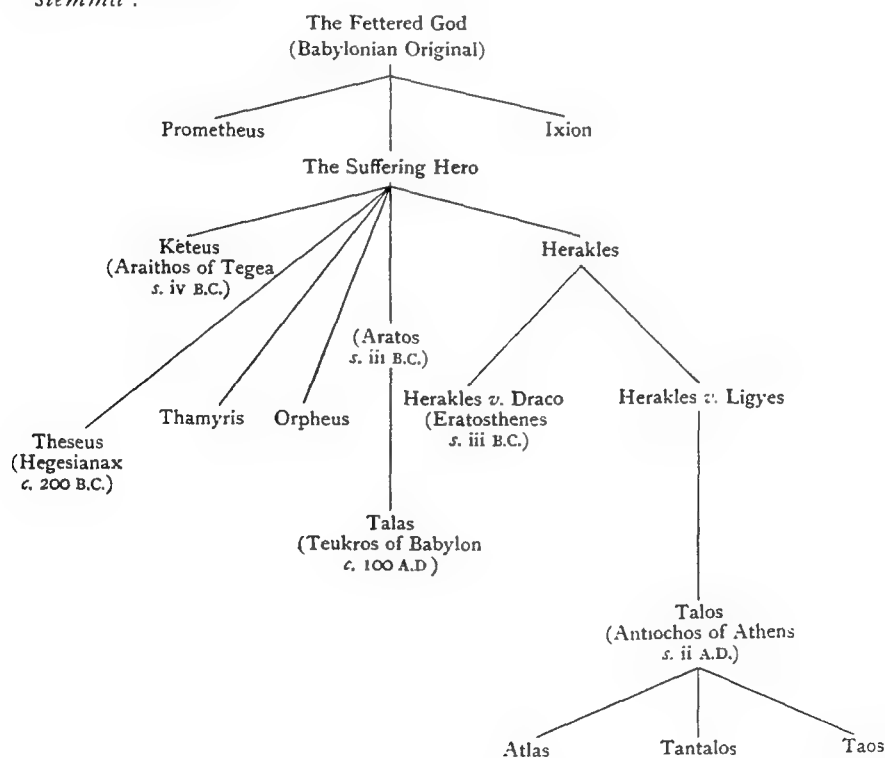 stemma :
The Fettered God
(Babylonian Original)
Prometheus
Ixion
The Suffering Hero
Keteus
(Araithos of Tegea
s. iv B.C.)
Herakles
(Aratos
s. iii B.C.)
Theseus
(Hegesianax
c. 200 B.C.)
Thamyris
Orpheus
Herakles v. Draco
(Eratosthenes
s. iii B.C.)
Herakles v. Ligyes
Talas
(Teukros of Babylon
c. 100 A.D )
Talos
(Antiochos of Athens
s. ii A.D.)
Atlas
Tantalos
Taos